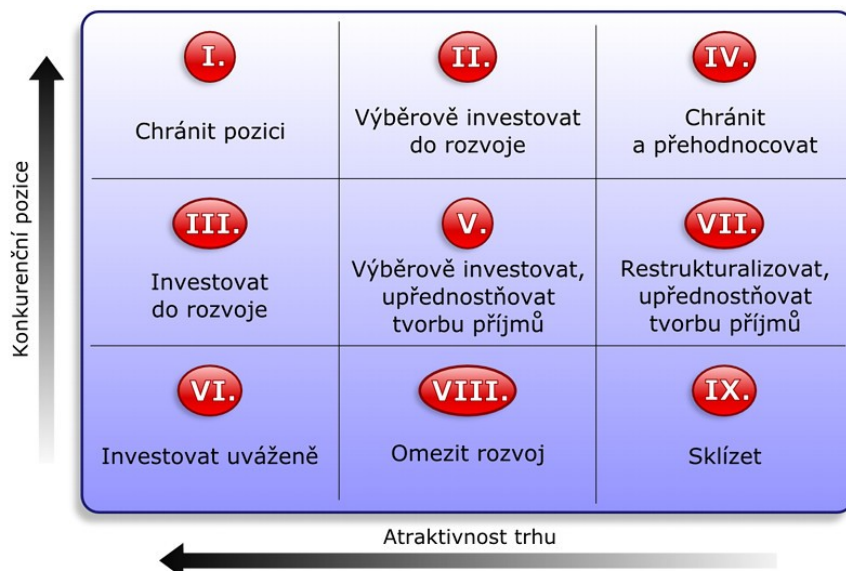 I.
Chránit pozici
II.
Výběrově investovat
do rozvoje
IV.
Chránit
a přehodnocovat
III.
Investovat
do rozvoje
V.
Výběrově investovat,
upřednostňovat
tvorbu příjmů
VII.
Restrukturalizovat,
upřednostňovat
tvorbu příjmů
VI.
Investovat uváženě
VIII.
Omezit rozvoj
IX.
Sklízet
Konkurenční pozice
Atraktivnost trhu